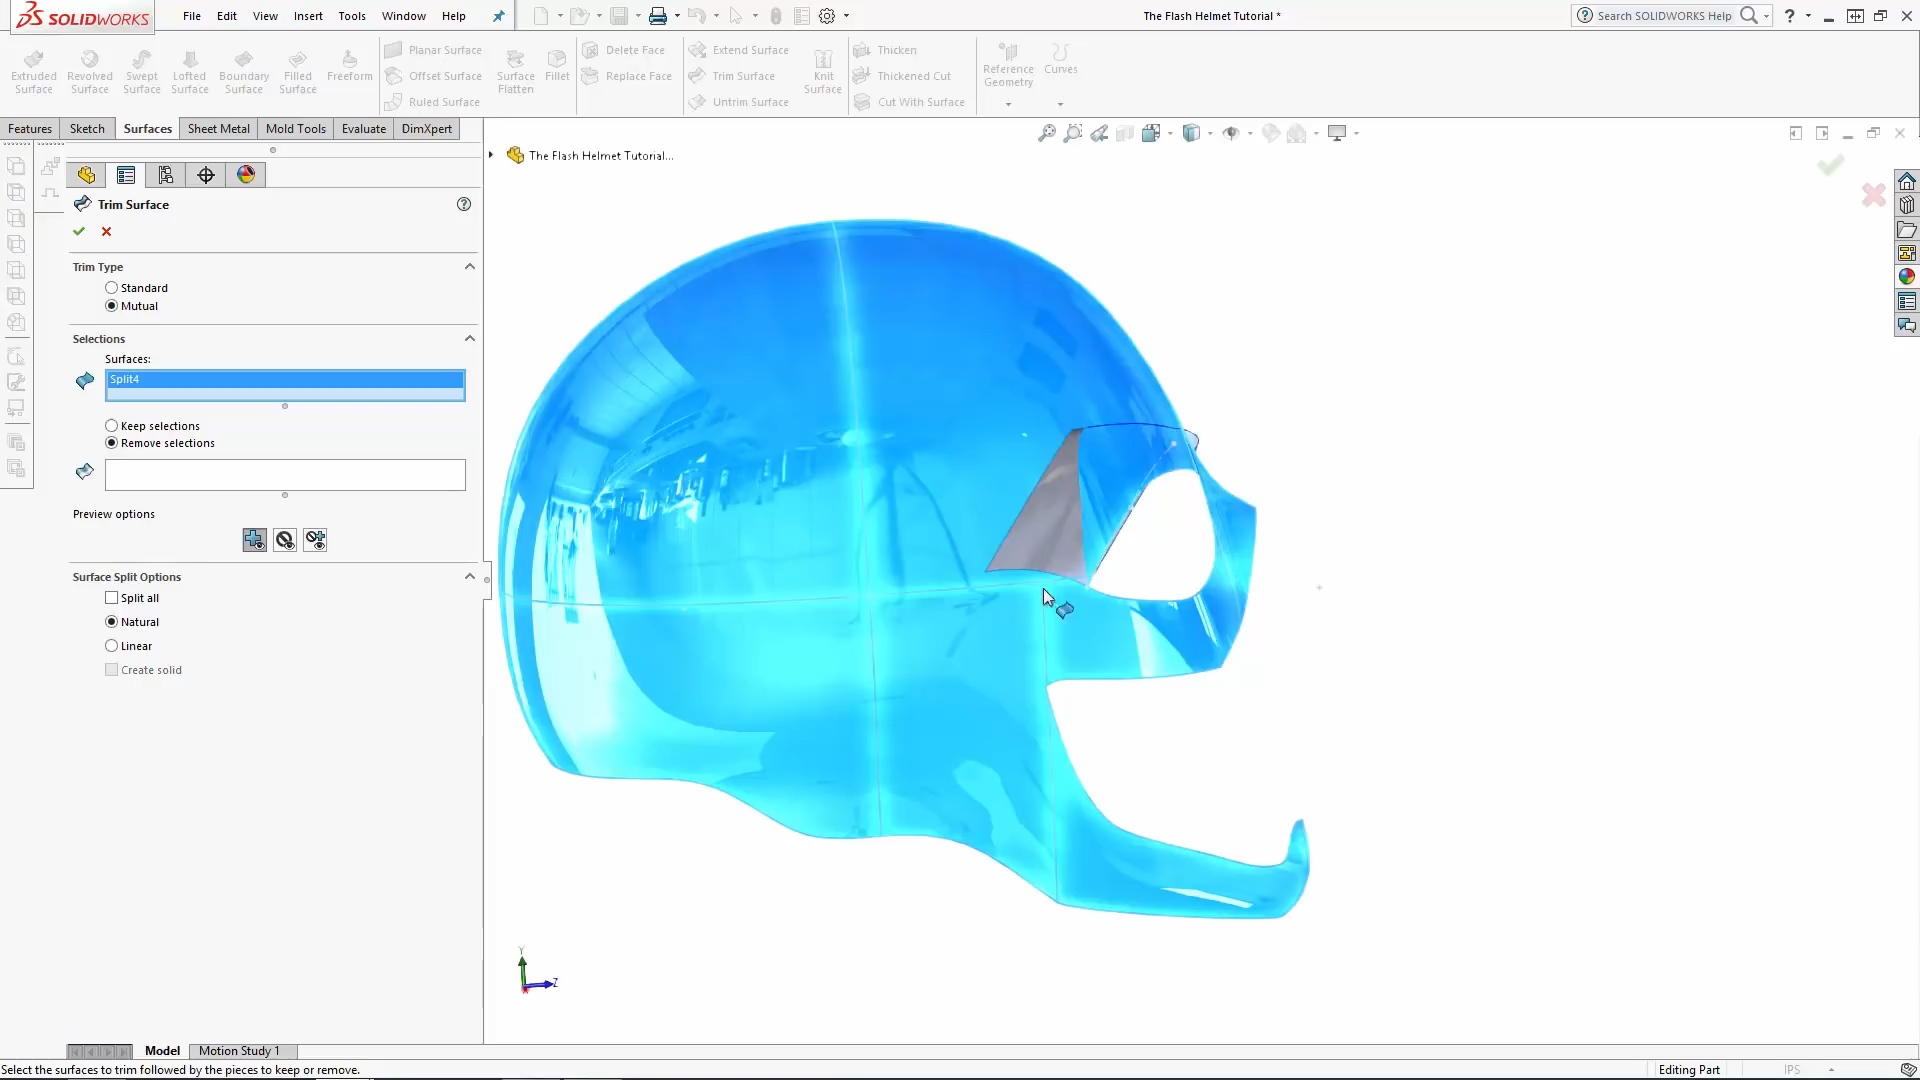 SOLIDWORKS
File Edit View Insert Tools Window Help
The Flash Helmet Tutorial *
Search SOLIDWORKS Help
Extruded Surface
Revolved Surface
Swept Surface
Lofted Surface
Boundary Surface
Filled Surface
Freeform
Planar Surface
Offset Surface
Ruled Surface
Surface Flatten
Fillet
Delete Face
Replace Face
Extend Surface
Trim Surface
Untrim Surface
Knit Surface
Thicken
Thickened Cut
Cut With Surface
Reference Geometry
Curves
Features Sketch Surfaces Sheet Metal Mold Tools Evaluate DimXpert
The Flash Helmet Tutorial...
Trim Surface
Trim Type
Standard
Mutual
Selections
Surfaces:
Split4
Keep selections
Remove selections
Preview options
Surface Split Options
Split all
Natural
Linear
Create solid
Y
Z
Model Motion Study 1
Select the surfaces to trim followed by the pieces to keep or remove.
Editing Part IPS